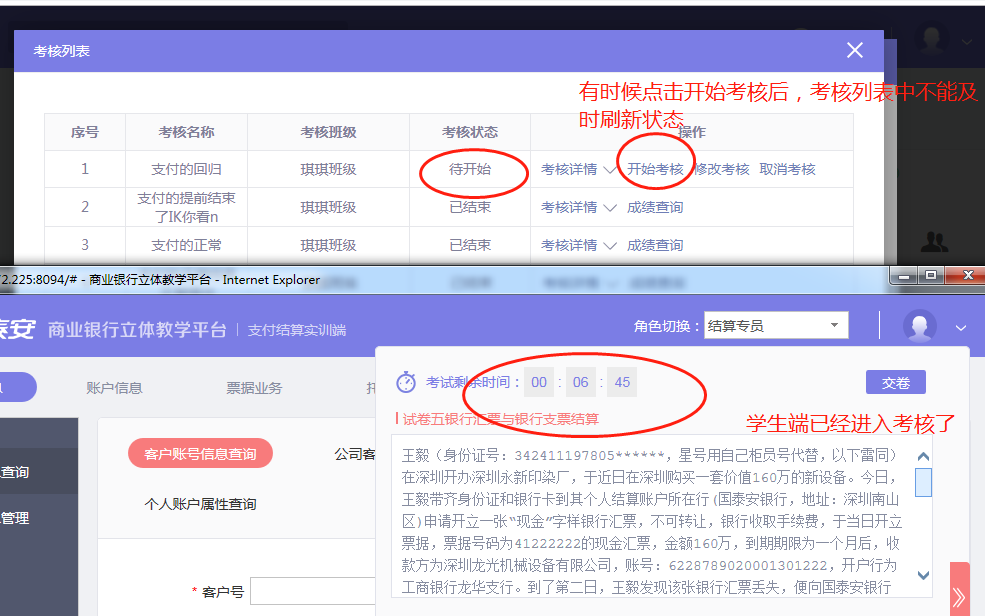 考核列表
有时候点击开始考核后，考核列表中不能及
时刷新状态
序号 考核名称 考核班级 考核状态 操作
1 支付的回归 琪琪班级 待开始 考核详情 开始考核 修改考核 取消考核
2 支付的提前结束 琪琪班级 已结束 考核详情 成绩查询
了IK你看n
3 支付的正常 琪琪班级 已结束 考核详情 成绩查询
2.225:8094/# - 商业银行立体教学平台 - Internet Explorer
泰安 商业银行立体教学平台 | 支付结算实训端 角色切换： 结算专员
账户信息 票据业务
考试剩余时间： 00 : 06 : 45 交卷
试卷五银行汇票与银行支票结算
学生端已经进入考核了
客户账号信息查询 公司客
查询
个人账户属性查询
管理
* 客户号
王毅（身份证号：342411197805******，星号用自己柜员号代替，以下雷同）
在深圳开办深圳永新印染厂，于近日在深圳购买一套价值160万的新设备。今日，
王毅带齐身份证和银行卡到其个人结算账户所在行(国泰安银行，地址：深圳南山
区)申请开立一张“现金”字样银行汇票，不可转让，银行收取手续费，于当日开立
票据，票据号码为41222222的现金汇票，金额160万，到期期限为一个月后，收
款方为深圳龙光机械设备有限公司，账号：6228789020001301222，开户行为
工商银行龙华支行。到了第二日，王毅发现该张银行汇票丢失，便向国泰安银行